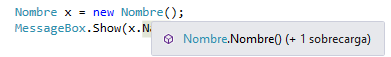 Nombre x = new Nombre();
MessageBox.Show(x.Na
Nombre.Nombre() (+ 1 sobrecarga)